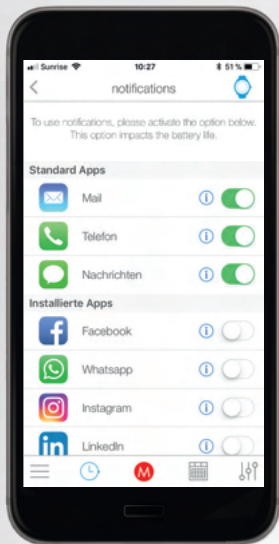 Sunrise 10:27 51%
notifications
To use notifications, please activate the option below.
This option impacts the battery life.
Standard Apps
Mail
Telefon
Nachrichten
Installierte Apps
Facebook
Whatsapp
Instagram
in LinkedIn
M